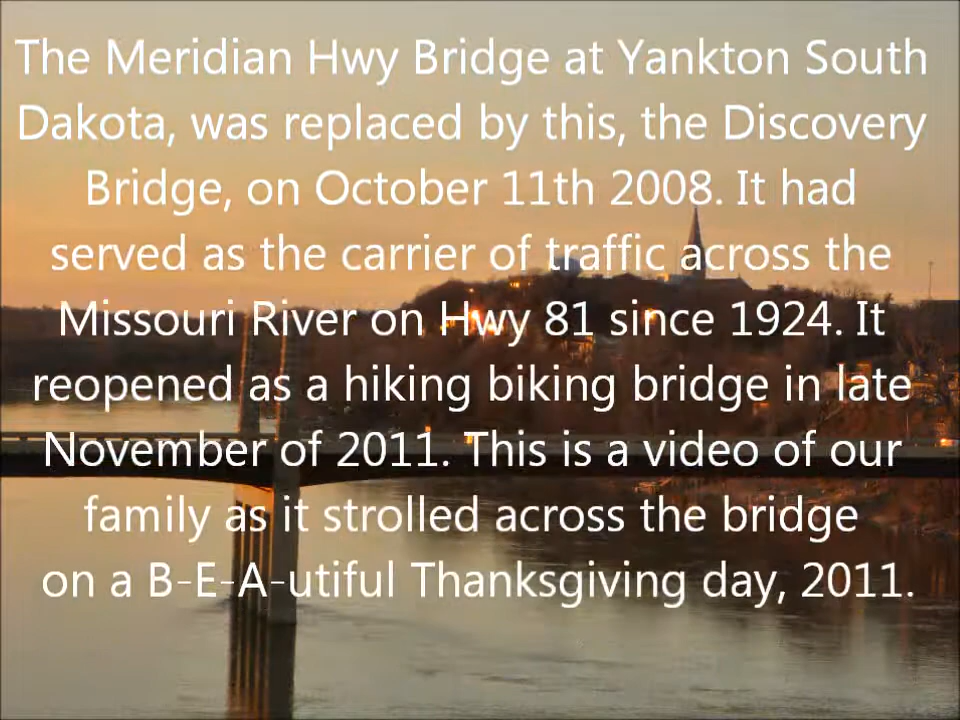 The Meridian Hwy Bridge at Yankton South
Dakota, was replaced by this, the Discovery
Bridge, on October 11th 2008. It had
served as the carrier of traffic across the
Missouri River on Hwy 81 since 1924. It
reopened as a hiking biking bridge in late
November of 2011. This is a video of our
family as it strolled across the bridge
on a B-E-A-utiful Thanksgiving day, 2011.